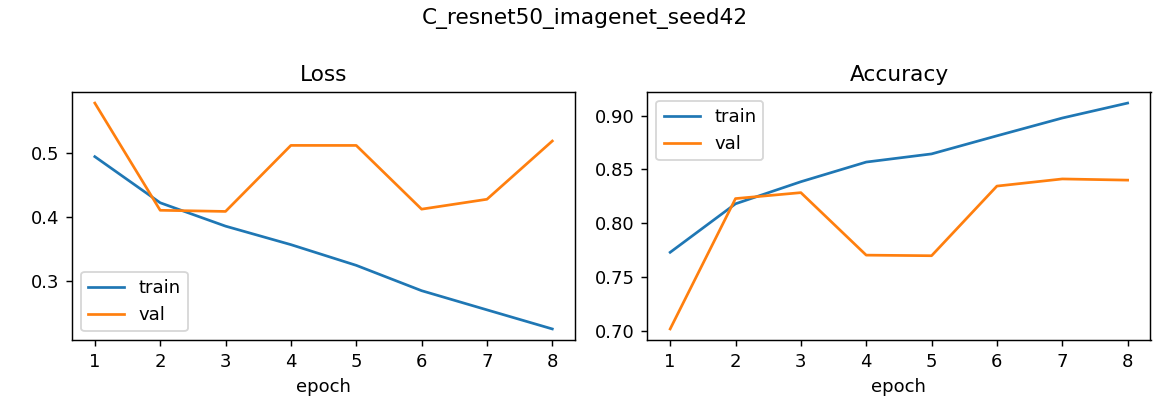 C_resnet50_imagenet_seed42
Loss
0.5
0.4
0.3
train
val
1 2 3 4 5 6 7 8
epoch
Accuracy
0.90
0.85
0.80
0.75
0.70
train
val
1 2 3 4 5 6 7 8
epoch